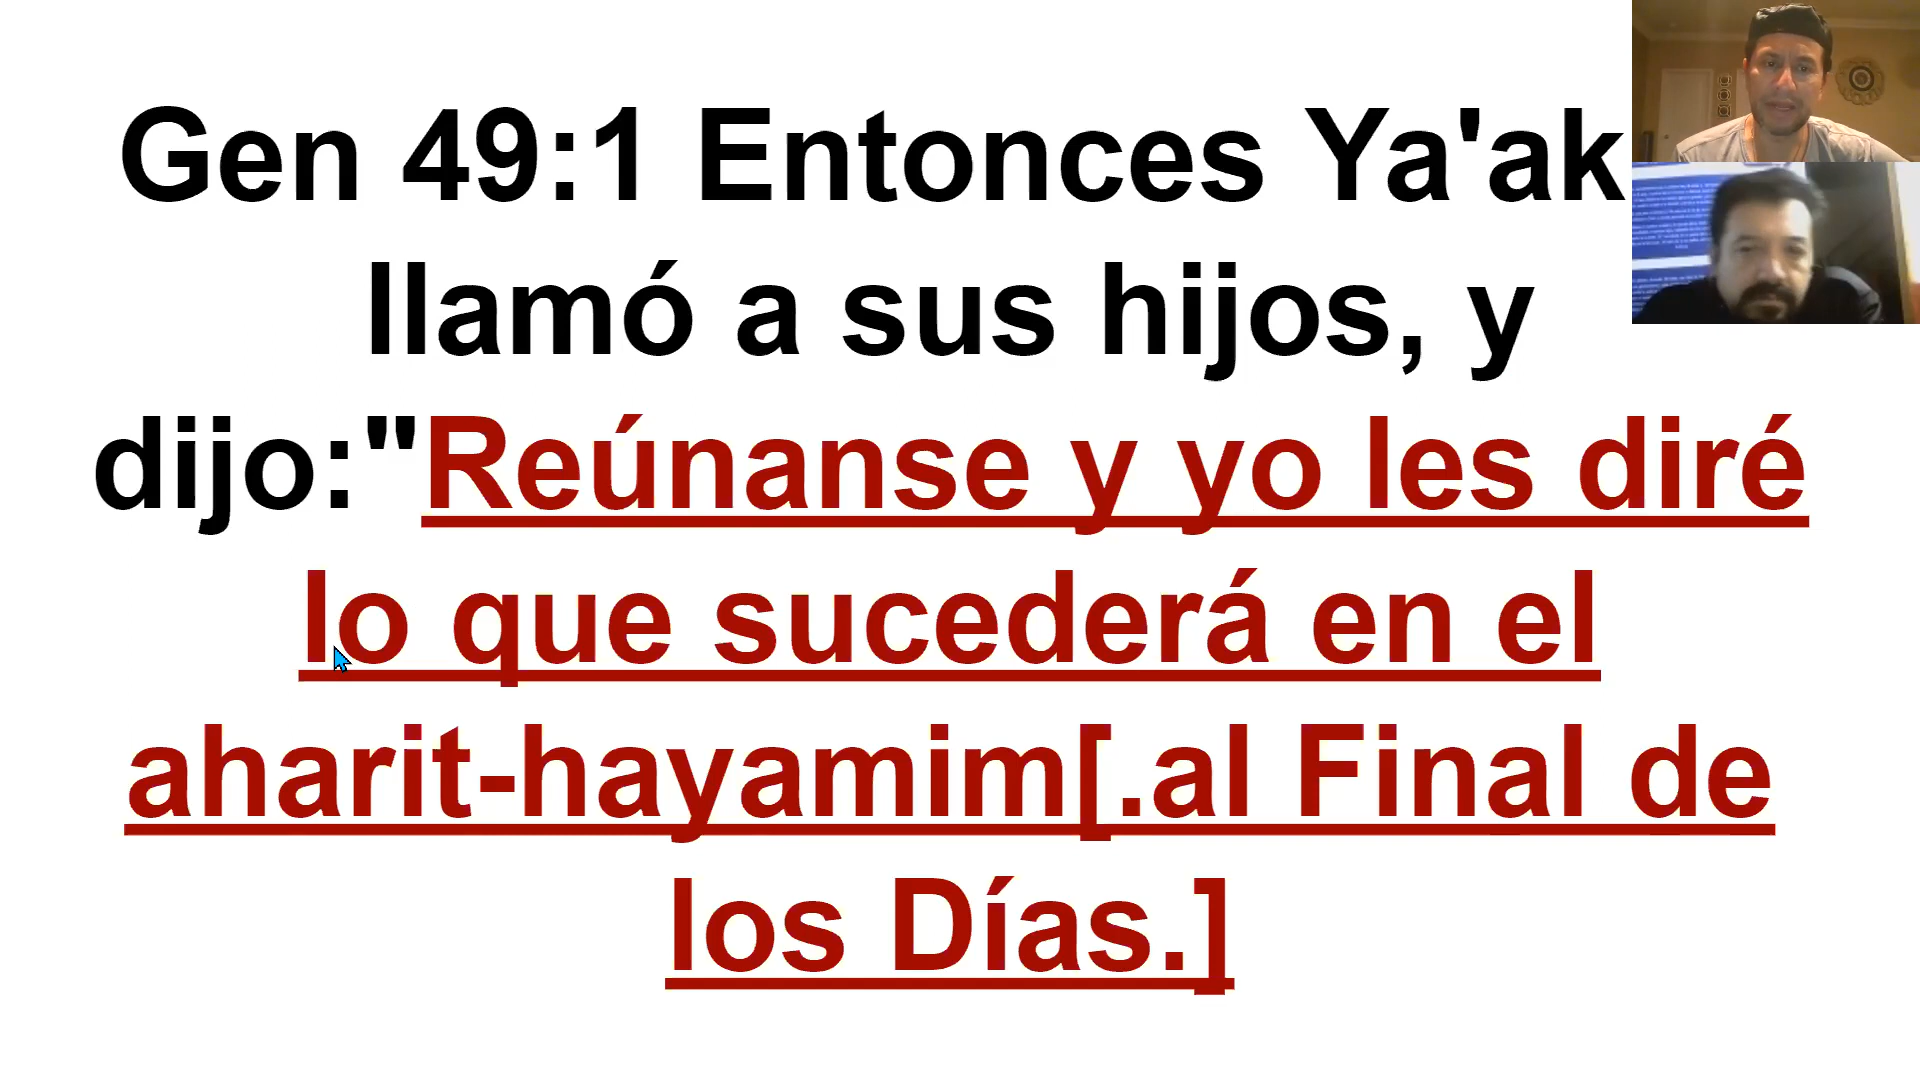 Gen 49:1 Entonces Ya'ak
llamó a sus hijos, y
dijo:"Reúnanse y yo les diré
lo que sucederá en el
aharit-hayamim[.al Final de
los Días.]